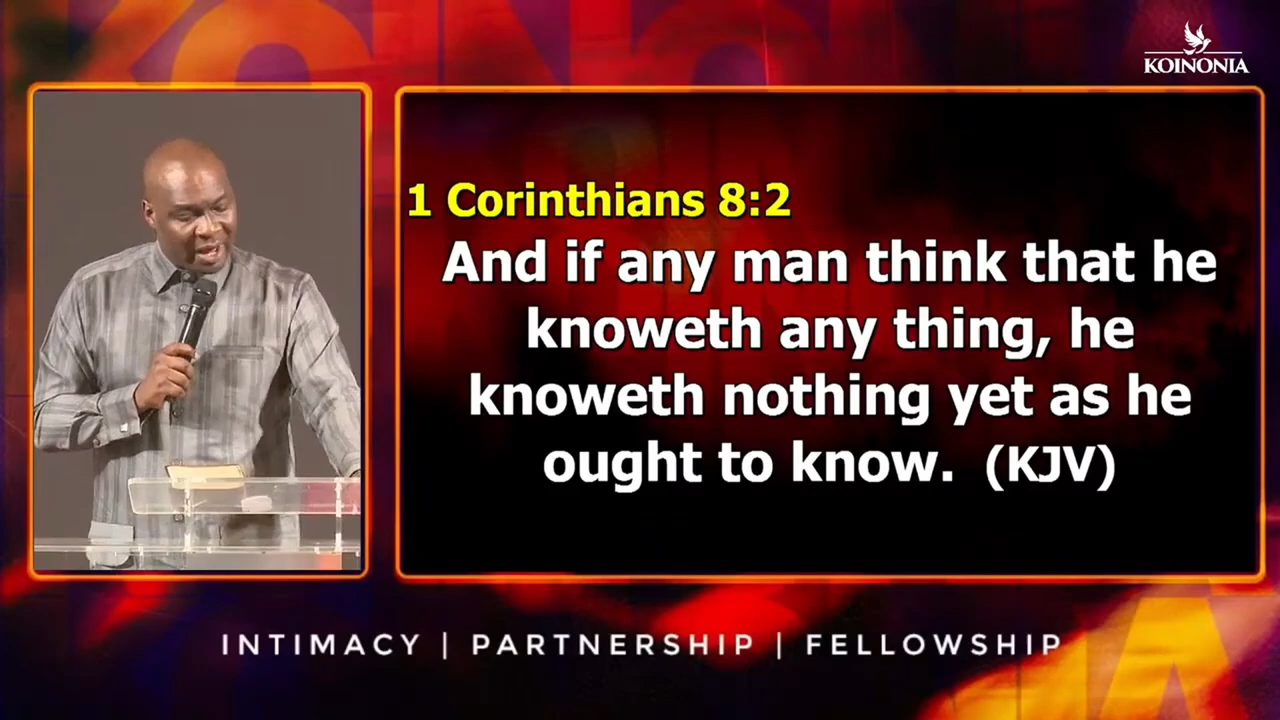 KOINONIA
1 Corinthians 8:2
And if any man think that he
knoweth any thing, he
knoweth nothing yet as he
ought to know. (KJV)
INTIMACY | PARTNERSHIP | FELLOWSHIP